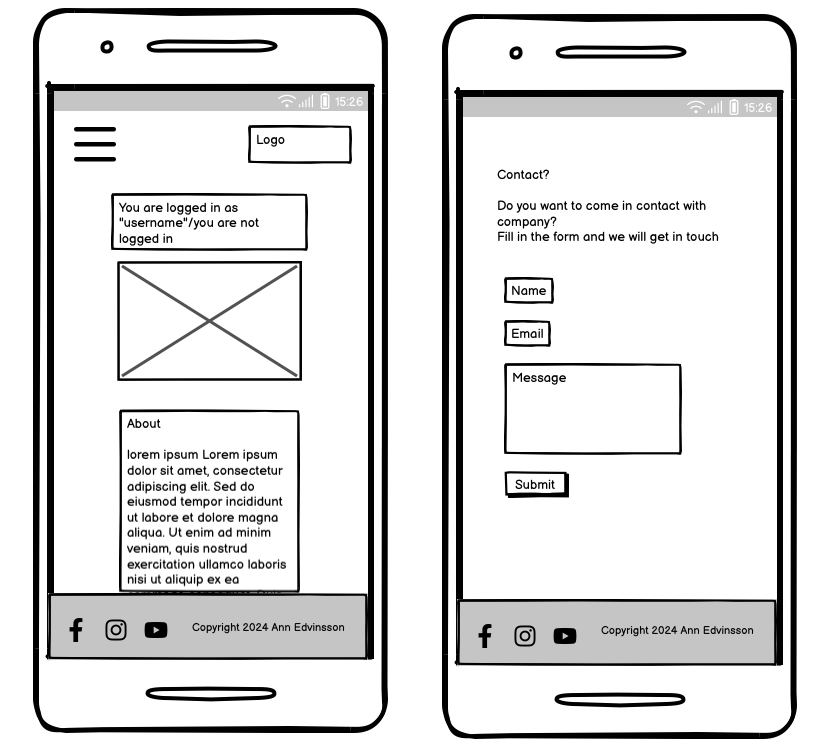 15:26
Logo
You are logged in as
"username"/you are not
logged in
About
lorem ipsum Lorem ipsum
dolor sit amet, consectetur
adipiscing elit. Sed do
eiusmod tempor incididunt
ut labore et dolore magna
aliqua. Ut enim ad minim
veniam, quis nostrud
exercitation ullamco laboris
nisi ut aliquip ex ea
Copyright 2024 Ann Edvinsson
15:26
Contact?
Do you want to come in contact with
company?
Fill in the form and we will get in touch
Name
Email
Message
Submit
Copyright 2024 Ann Edvinsson